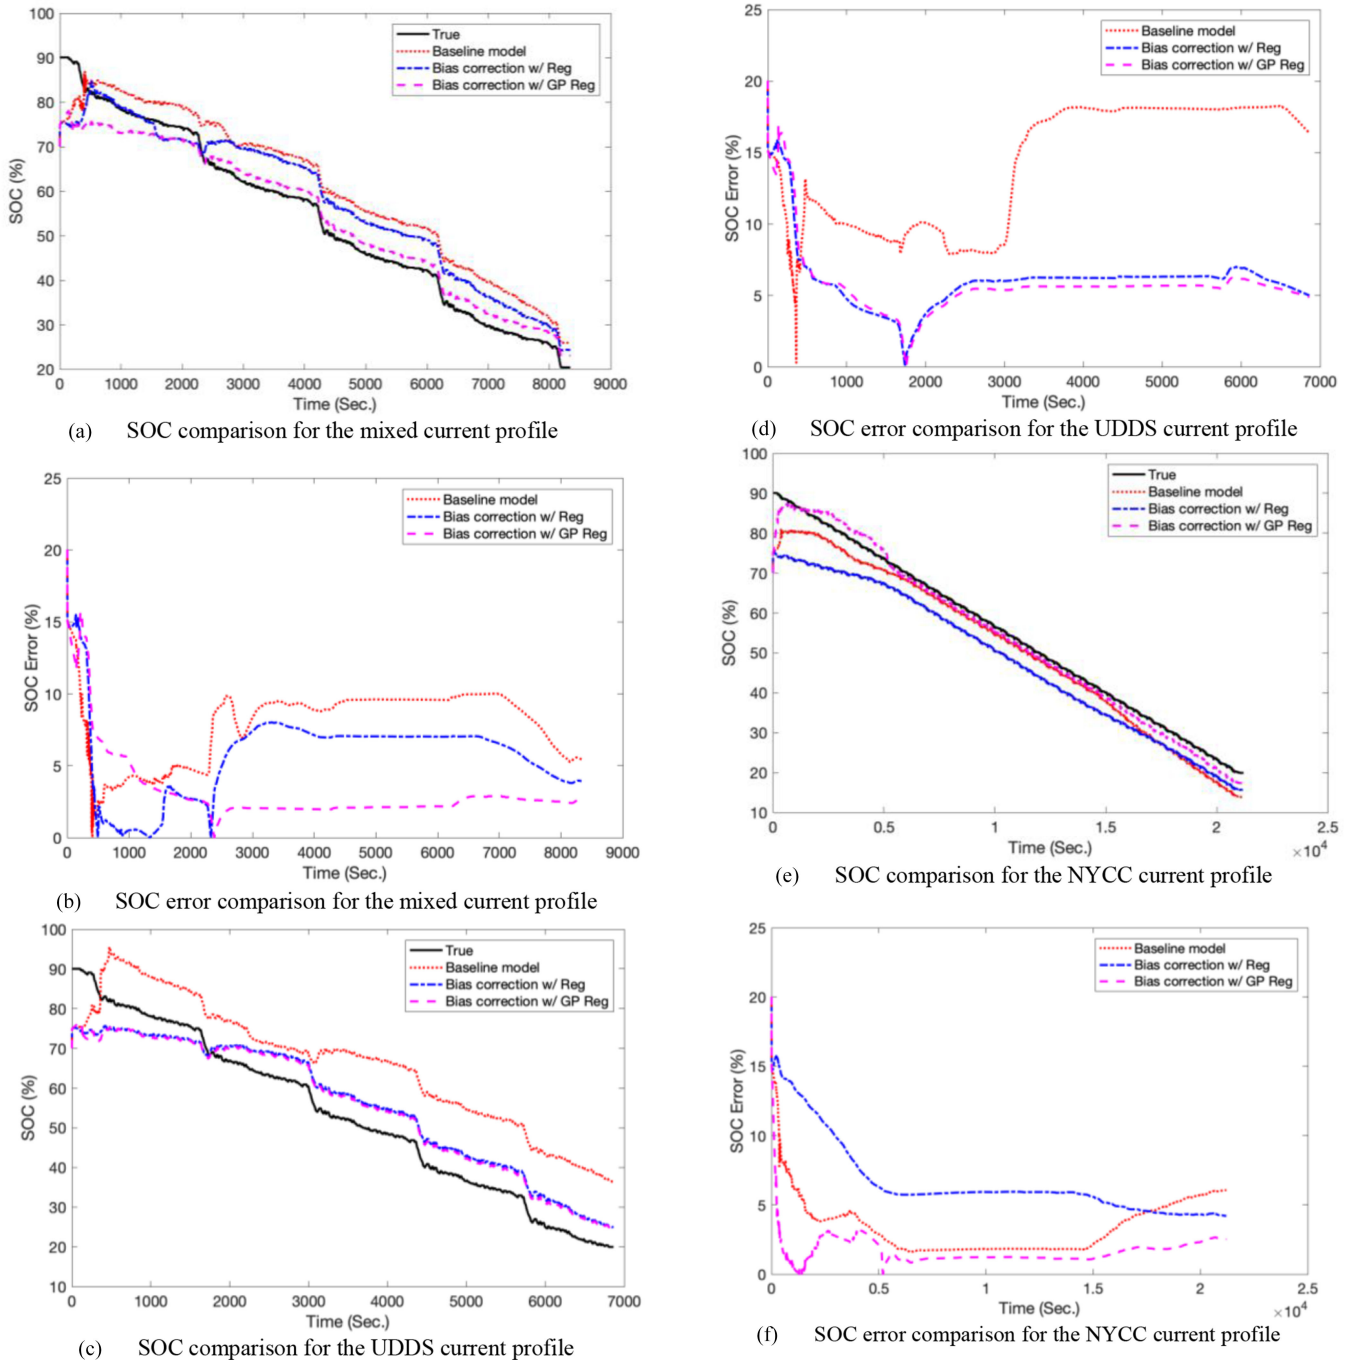 100
90
80
70
60
50
40
30
20
SOC (%)
True
Baseline model
Bias correction w/ Reg
Bias correction w/ GP Reg
0 1000 2000 3000 4000 5000 6000 7000 8000 9000
Time (Sec.)
(a) SOC comparison for the mixed current profile
25
20
15
10
5
0
SOC Error (%)
Baseline model
Bias correction w/ Reg
Bias correction w/ GP Reg
0 1000 2000 3000 4000 5000 6000 7000 8000 9000
Time (Sec.)
(b) SOC error comparison for the mixed current profile
100
90
80
70
60
50
40
30
20
10
SOC (%)
True
Baseline model
Bias correction w/ Reg
Bias correction w/ GP Reg
0 1000 2000 3000 4000 5000 6000 7000
Time (Sec.)
(c) SOC comparison for the UDDS current profile
25
20
15
10
5
0
SOC Error (%)
Baseline model
Bias correction w/ Reg
Bias correction w/ GP Reg
0 1000 2000 3000 4000 5000 6000 7000
Time (Sec.)
(d) SOC error comparison for the UDDS current profile
100
90
80
70
60
50
40
30
20
10
SOC (%)
True
Baseline model
Bias correction w/ Reg
Bias correction w/ GP Reg
0 0.5 1 1.5 2 2.5
Time (Sec.) ×10^4
(e) SOC comparison for the NYCC current profile
25
20
15
10
5
0
SOC Error (%)
Baseline model
Bias correction w/ Reg
Bias correction w/ GP Reg
0 0.5 1 1.5 2 2.5
Time (Sec.) ×10^4
(f) SOC error comparison for the NYCC current profile